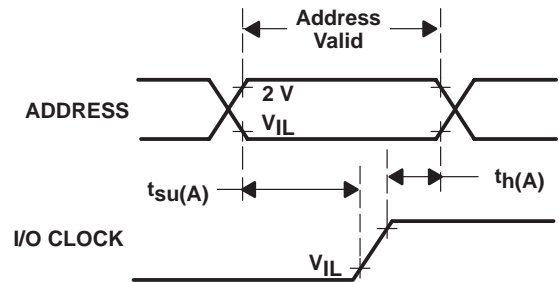 Address
Valid
ADDRESS
2 V
VIL
tsu(A)
th(A)
I/O CLOCK
VIL